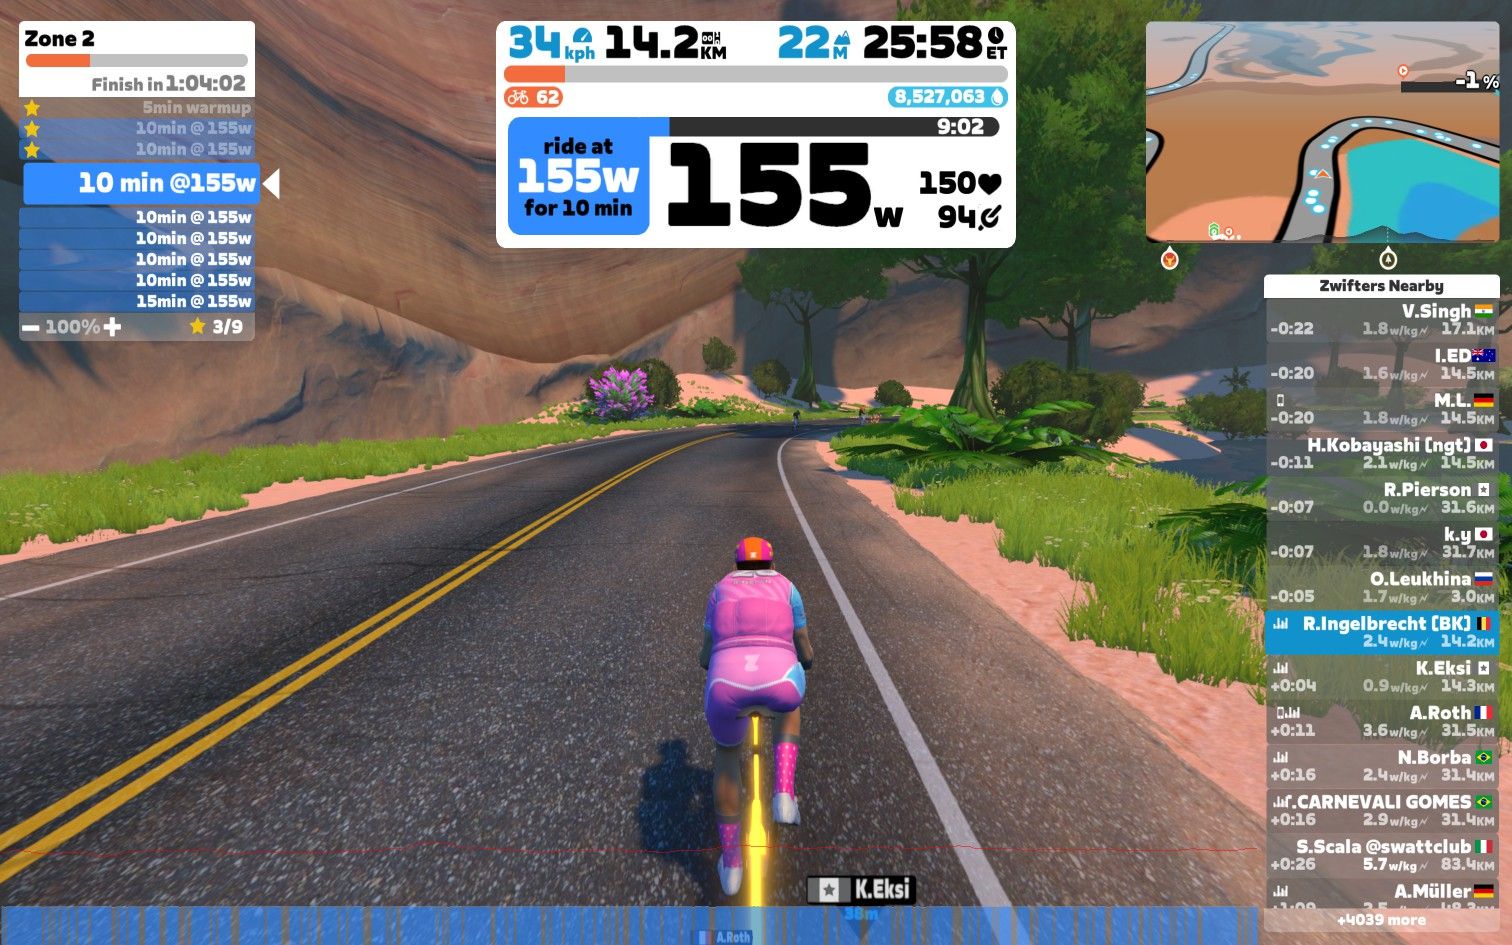 Zone 2
Finish in 1:04:02
5min warmup
10min @ 155w
10min @ 155w
10 min @155w
10min @ 155w
10min @ 155w
10min @ 155w
10min @ 155w
15min @ 155w
100%
3/9
34 kph 14.2 KM 22 M 25:58 ET
62
8,527,063
9:02
ride at
155w
for 10 min
155 w
150
94
-1 %
Zwifters Nearby
V.Singh
-0:22 1.8 w/kg 17.1 KM
I.ED
-0:20 1.6 w/kg 14.5 KM
M.L.
-0:20 1.8 w/kg 14.5 KM
H.Kobayashi (ngt)
-0:11 2.1 w/kg 14.5 KM
R.Pierson
-0:07 0.0 w/kg 31.6 KM
k.y
-0:07 1.8 w/kg 31.7 KM
O.Leukhina
-0:05 1.7 w/kg 3.0 KM
R.Ingelbrecht (BK)
2.4 w/kg 14.2 KM
K.Eksi
+0:04 0.9 w/kg 14.3 KM
A.Roth
+0:11 3.6 w/kg 31.5 KM
N.Borba
+0:16 2.4 w/kg 31.4 KM
.CARNEVALI GOMES
+0:16 2.9 w/kg 31.4 KM
S.Scala @swattclub
+0:26 5.7 w/kg 83.4 KM
A.Müller
+4039 more
Z
K.Eksi
38m
A.Roth